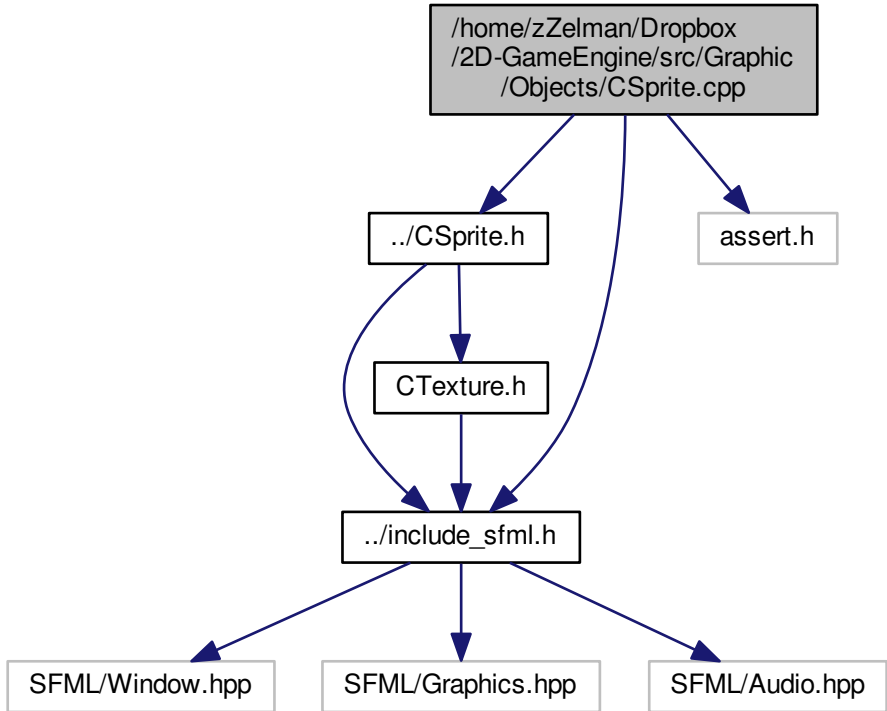 /home/zZelman/Dropbox
/2D-GameEngine/src/Graphic
/Objects/CSprite.cpp
../CSprite.h
assert.h
CTexture.h
../include_sfml.h
SFML/Window.hpp
SFML/Graphics.hpp
SFML/Audio.hpp